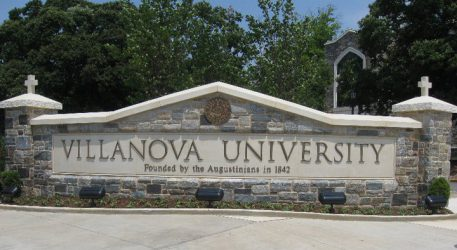 VILLANOVA UNIVERSITY
Founded by the Augustinians in 1842